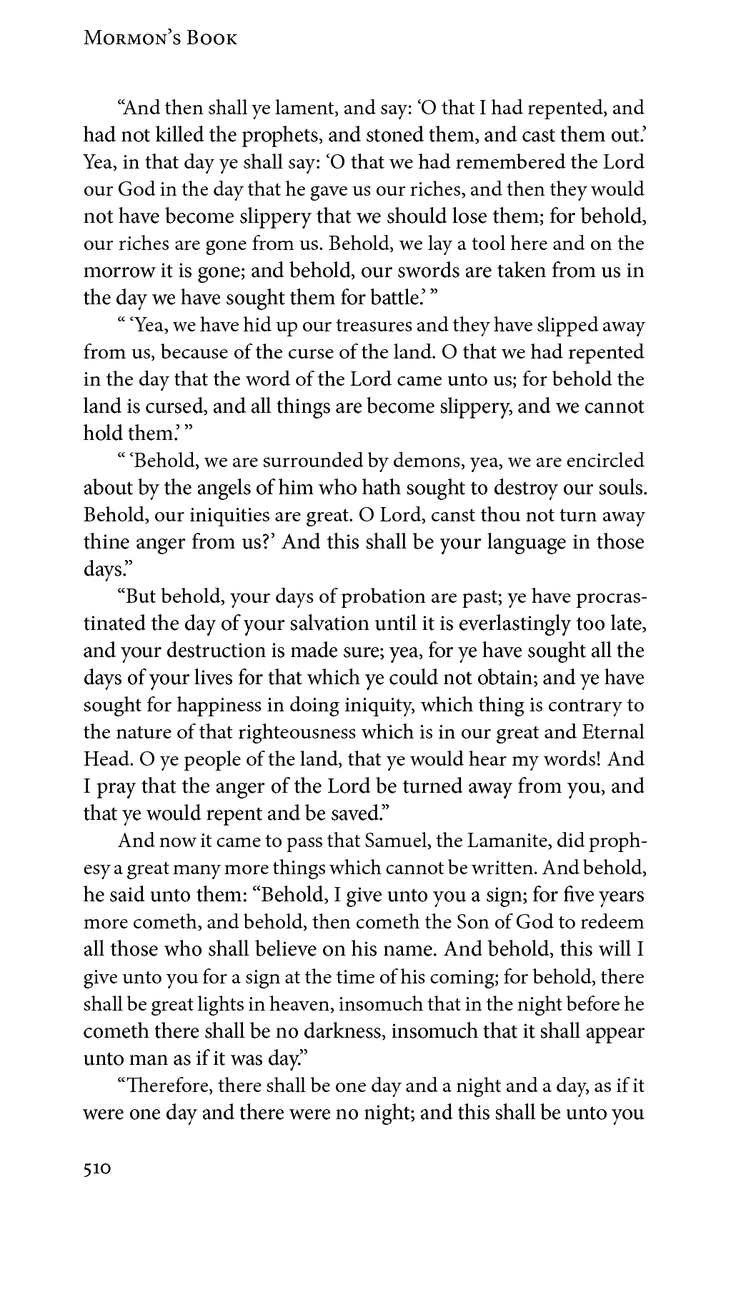 Mormon’s Book
“And then shall ye lament, and say: ‘O that I had repented, and
had not killed the prophets, and stoned them, and cast them out.’
Yea, in that day ye shall say: ‘O that we had remembered the Lord
our God in the day that he gave us our riches, and then they would
not have become slippery that we should lose them; for behold,
our riches are gone from us. Behold, we lay a tool here and on the
morrow it is gone; and behold, our swords are taken from us in
the day we have sought them for battle.’ ”
“ ‘Yea, we have hid up our treasures and they have slipped away
from us, because of the curse of the land. O that we had repented
in the day that the word of the Lord came unto us; for behold the
land is cursed, and all things are become slippery, and we cannot
hold them.’ ”
“ ‘Behold, we are surrounded by demons, yea, we are encircled
about by the angels of him who hath sought to destroy our souls.
Behold, our iniquities are great. O Lord, canst thou not turn away
thine anger from us?’ And this shall be your language in those
days.”
“But behold, your days of probation are past; ye have procras-
tinated the day of your salvation until it is everlastingly too late,
and your destruction is made sure; yea, for ye have sought all the
days of your lives for that which ye could not obtain; and ye have
sought for happiness in doing iniquity, which thing is contrary to
the nature of that righteousness which is in our great and Eternal
Head. O ye people of the land, that ye would hear my words! And
I pray that the anger of the Lord be turned away from you, and
that ye would repent and be saved.”
And now it came to pass that Samuel, the Lamanite, did proph-
esy a great many more things which cannot be written. And behold,
he said unto them: “Behold, I give unto you a sign; for five years
more cometh, and behold, then cometh the Son of God to redeem
all those who shall believe on his name. And behold, this will I
give unto you for a sign at the time of his coming; for behold, there
shall be great lights in heaven, insomuch that in the night before he
cometh there shall be no darkness, insomuch that it shall appear
unto man as if it was day.”
“Therefore, there shall be one day and a night and a day, as if it
were one day and there were no night; and this shall be unto you
510